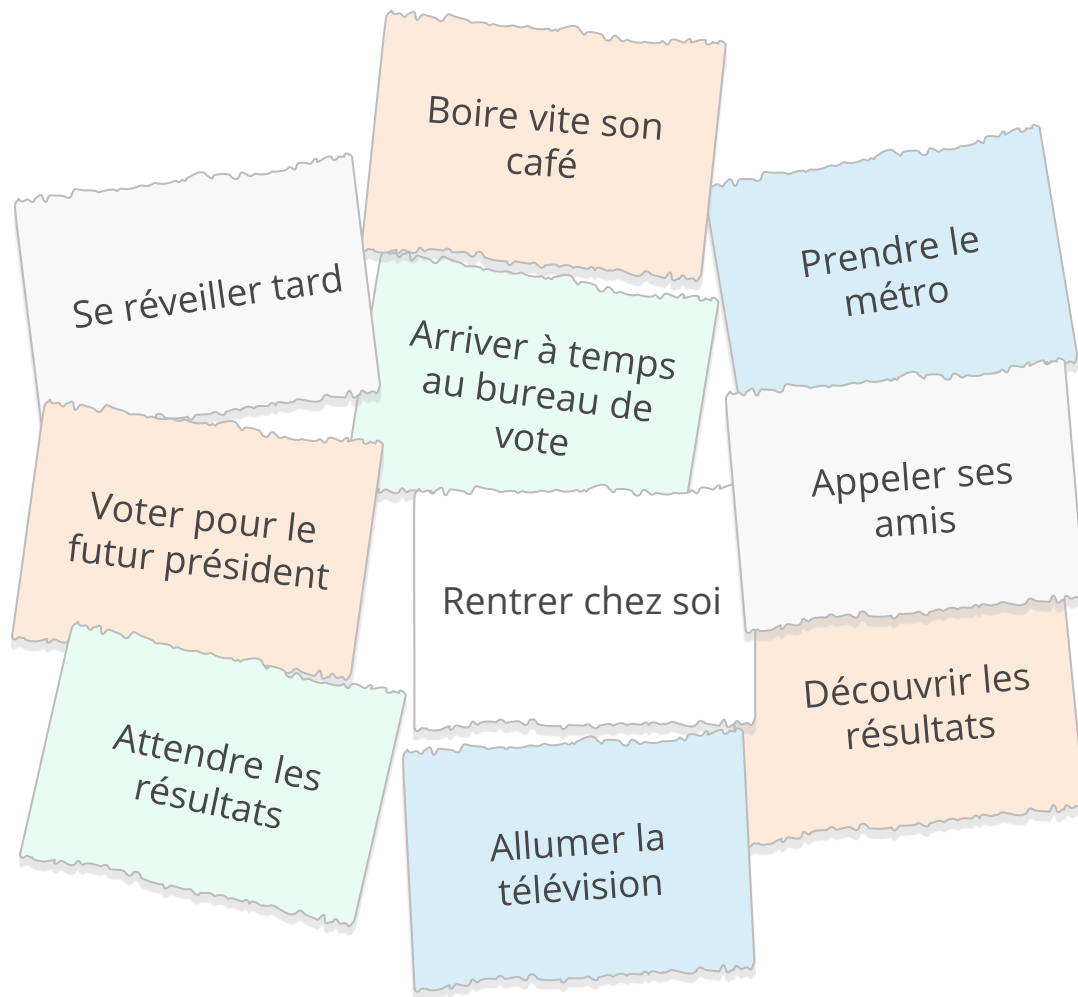 Boire vite son
café
Se réveiller tard
Prendre le
métro
Arriver à temps
au bureau de
vote
Voter pour le
futur président
Appeler ses
amis
Rentrer chez soi
Découvrir les
résultats
Attendre les
résultats
Allumer la
télévision